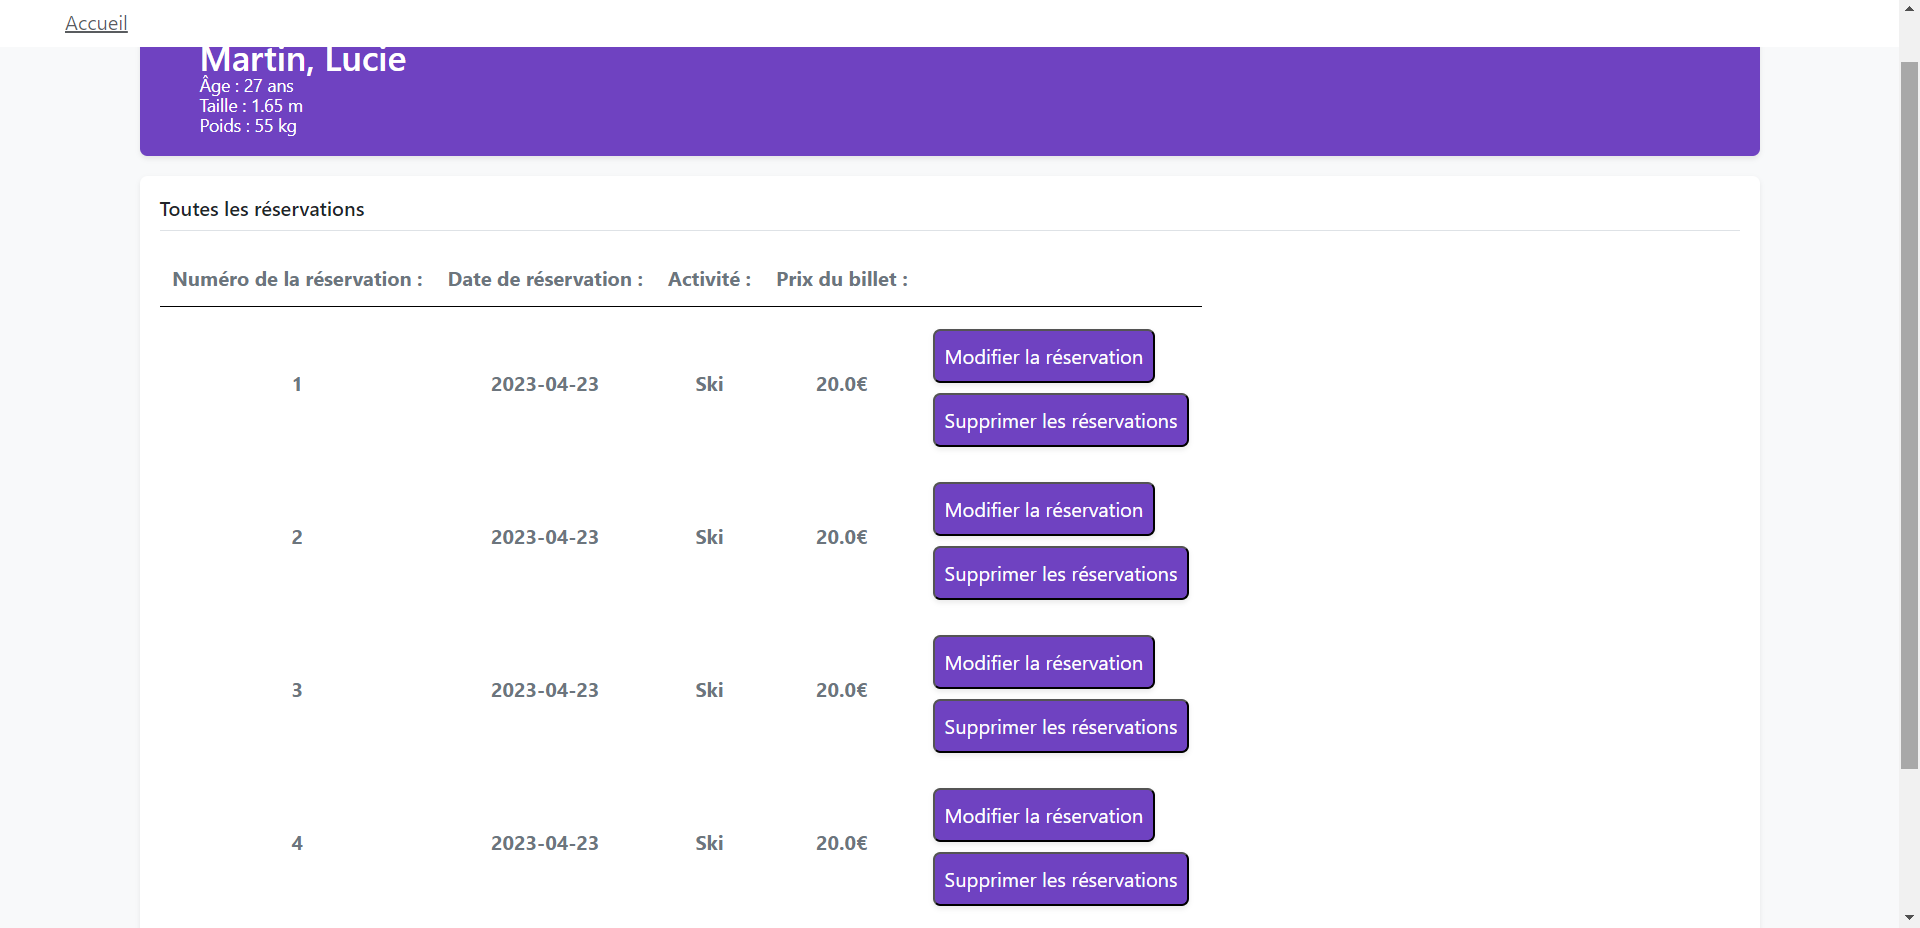 Accueil
Martin, Lucie
Âge : 27 ans
Taille : 1.65 m
Poids : 55 kg
Toutes les réservations
Numéro de la réservation : Date de réservation : Activité : Prix du billet :
Modifier la réservation
1 2023-04-23 Ski 20.0€
Supprimer les réservations
Modifier la réservation
2 2023-04-23 Ski 20.0€
Supprimer les réservations
Modifier la réservation
3 2023-04-23 Ski 20.0€
Supprimer les réservations
Modifier la réservation
4 2023-04-23 Ski 20.0€
Supprimer les réservations